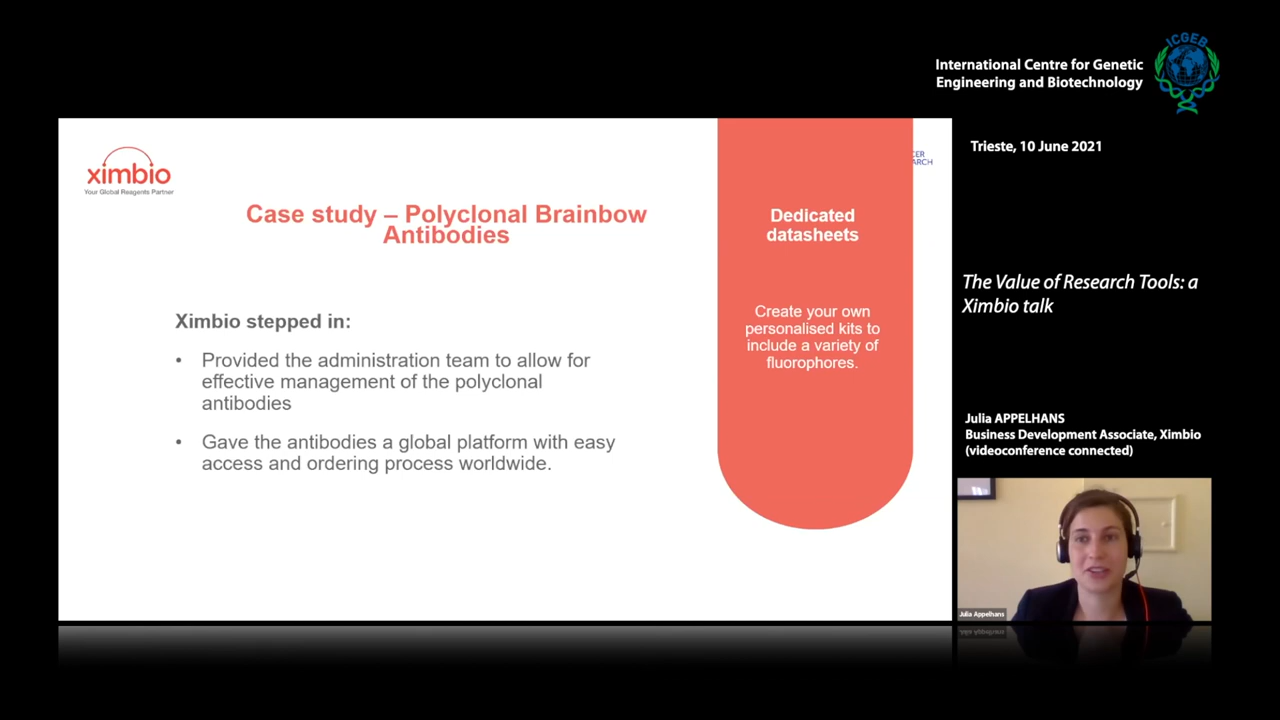 International Centre for Genetic
Engineering and Biotechnology
ICGEB
Trieste, 10 June 2021
The Value of Research Tools: a
Ximbio talk
Julia APPELHANS
Business Development Associate, Ximbio
(videoconference connected)
Julia Appelhans
ximbio
Your Global Reagents Partner
Case study – Polyclonal Brainbow
Antibodies
Ximbio stepped in:
• Provided the administration team to allow for
effective management of the polyclonal
antibodies
• Gave the antibodies a global platform with easy
access and ordering process worldwide.
Dedicated
datasheets
Create your own
personalised kits to
include a variety of
fluorophores.
CER
ARCH